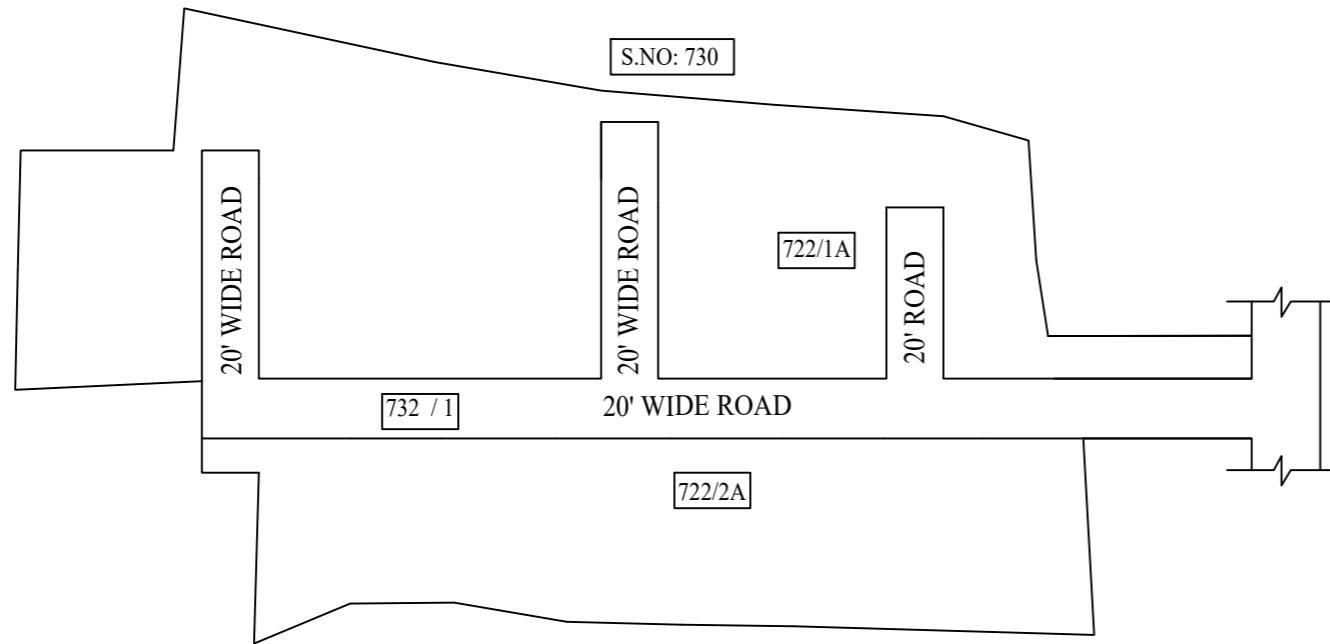 S.NO: 730
20' WIDE ROAD
20' WIDE ROAD
722/1A
20' ROAD
732 / 1
20' WIDE ROAD
722/2A